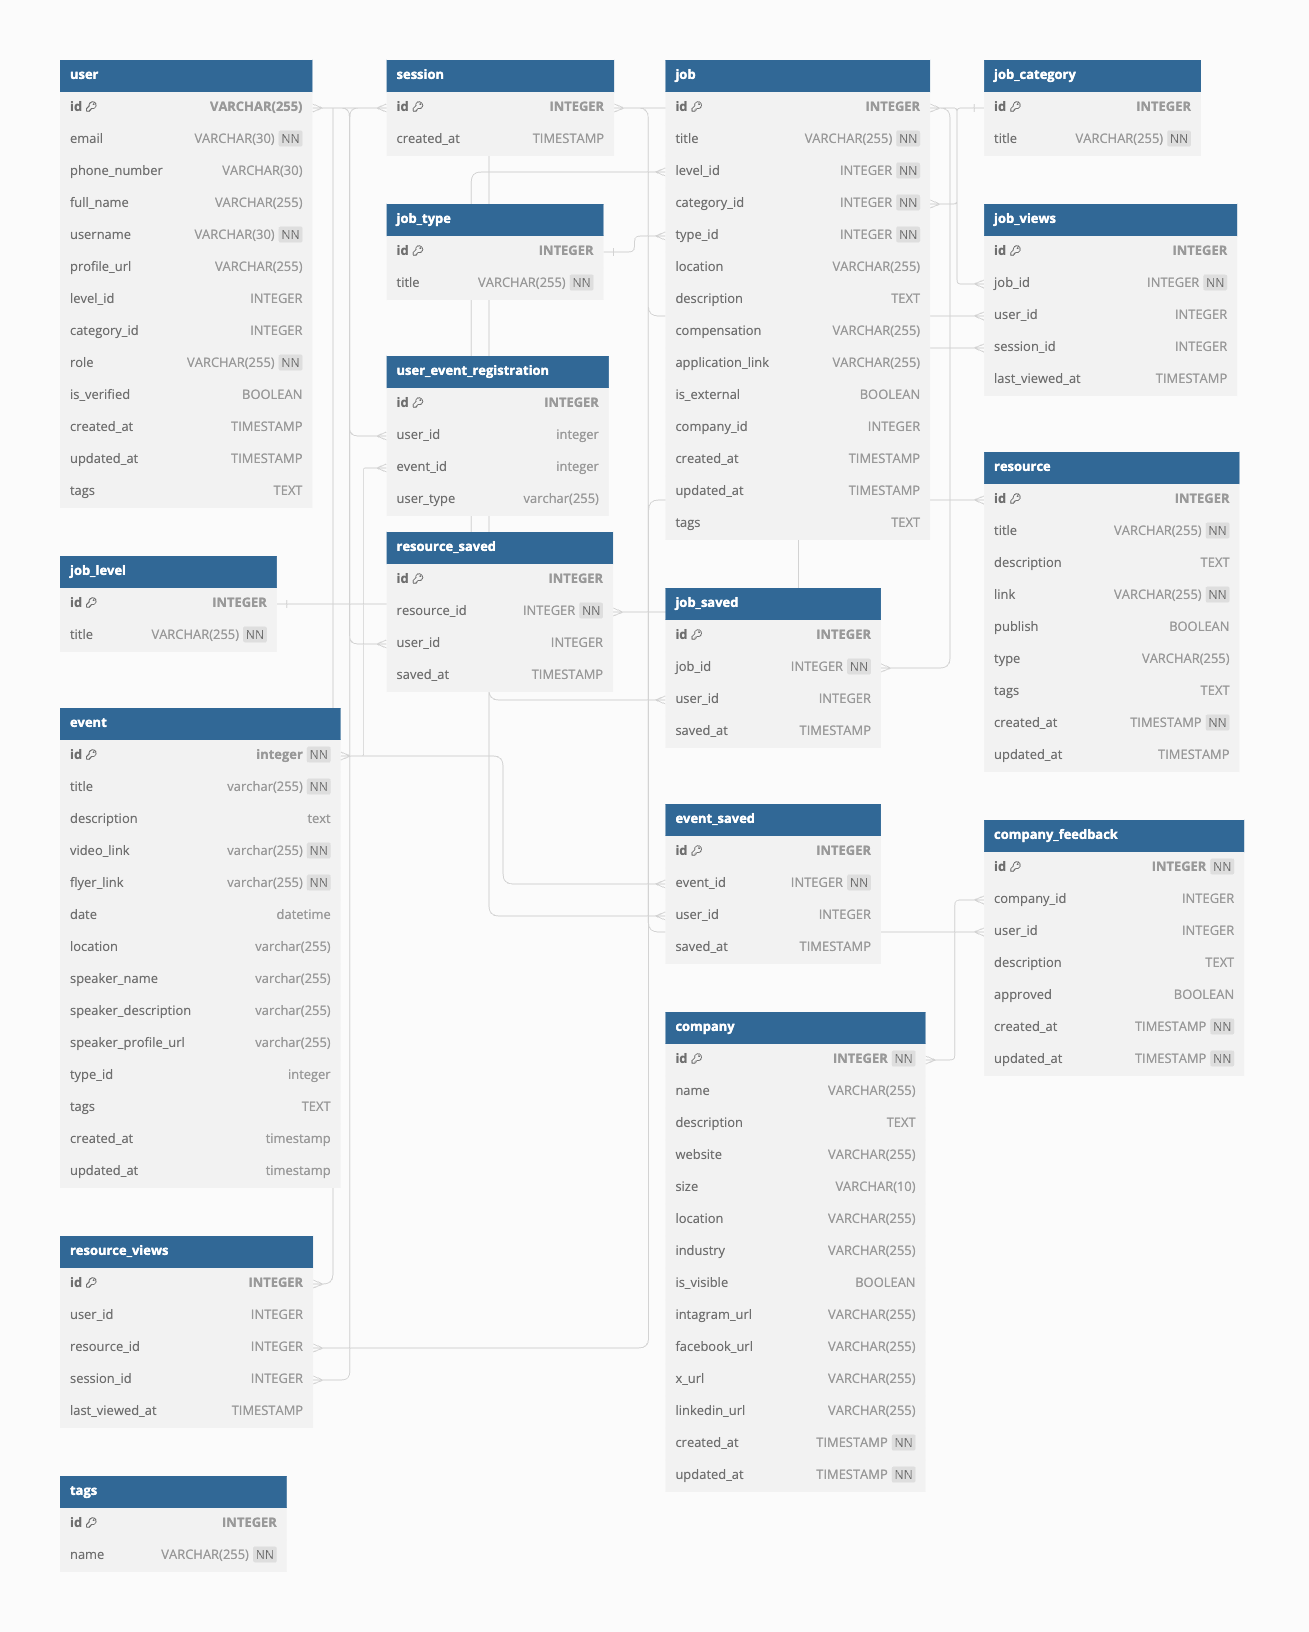 user
id VARCHAR(255)
email VARCHAR(30) NN
phone_number VARCHAR(30)
full_name VARCHAR(255)
username VARCHAR(30) NN
profile_url VARCHAR(255)
level_id INTEGER
category_id INTEGER
role VARCHAR(255) NN
is_verified BOOLEAN
created_at TIMESTAMP
updated_at TIMESTAMP
tags TEXT
job_level
id INTEGER
title VARCHAR(255) NN
event
id integer NN
title varchar(255) NN
description text
video_link varchar(255) NN
flyer_link varchar(255) NN
date datetime
location varchar(255)
speaker_name varchar(255)
speaker_description varchar(255)
speaker_profile_url varchar(255)
type_id integer
tags TEXT
created_at timestamp
updated_at timestamp
resource_views
id INTEGER
user_id INTEGER
resource_id INTEGER
session_id INTEGER
last_viewed_at TIMESTAMP
tags
id INTEGER
name VARCHAR(255) NN
session
id INTEGER
created_at TIMESTAMP
job_type
id INTEGER
title VARCHAR(255) NN
user_event_registration
id INTEGER
user_id integer
event_id integer
user_type varchar(255)
resource_saved
id INTEGER
resource_id INTEGER NN
user_id INTEGER
saved_at TIMESTAMP
job
id INTEGER
title VARCHAR(255) NN
level_id INTEGER NN
category_id INTEGER NN
type_id INTEGER NN
location VARCHAR(255)
description TEXT
compensation VARCHAR(255)
application_link VARCHAR(255)
is_external BOOLEAN
company_id INTEGER
created_at TIMESTAMP
updated_at TIMESTAMP
tags TEXT
job_saved
id INTEGER
job_id INTEGER NN
user_id INTEGER
saved_at TIMESTAMP
event_saved
id INTEGER
event_id INTEGER NN
user_id INTEGER
saved_at TIMESTAMP
company
id INTEGER NN
name VARCHAR(255)
description TEXT
website VARCHAR(255)
size VARCHAR(10)
location VARCHAR(255)
industry VARCHAR(255)
is_visible BOOLEAN
intagram_url VARCHAR(255)
facebook_url VARCHAR(255)
x_url VARCHAR(255)
linkedin_url VARCHAR(255)
created_at TIMESTAMP NN
updated_at TIMESTAMP NN
job_category
id INTEGER
title VARCHAR(255) NN
job_views
id INTEGER
job_id INTEGER NN
user_id INTEGER
session_id INTEGER
last_viewed_at TIMESTAMP
resource
id INTEGER
title VARCHAR(255) NN
description TEXT
link VARCHAR(255) NN
publish BOOLEAN
type VARCHAR(255)
tags TEXT
created_at TIMESTAMP NN
updated_at TIMESTAMP
company_feedback
id INTEGER NN
company_id INTEGER
user_id INTEGER
description TEXT
approved BOOLEAN
created_at TIMESTAMP NN
updated_at TIMESTAMP NN